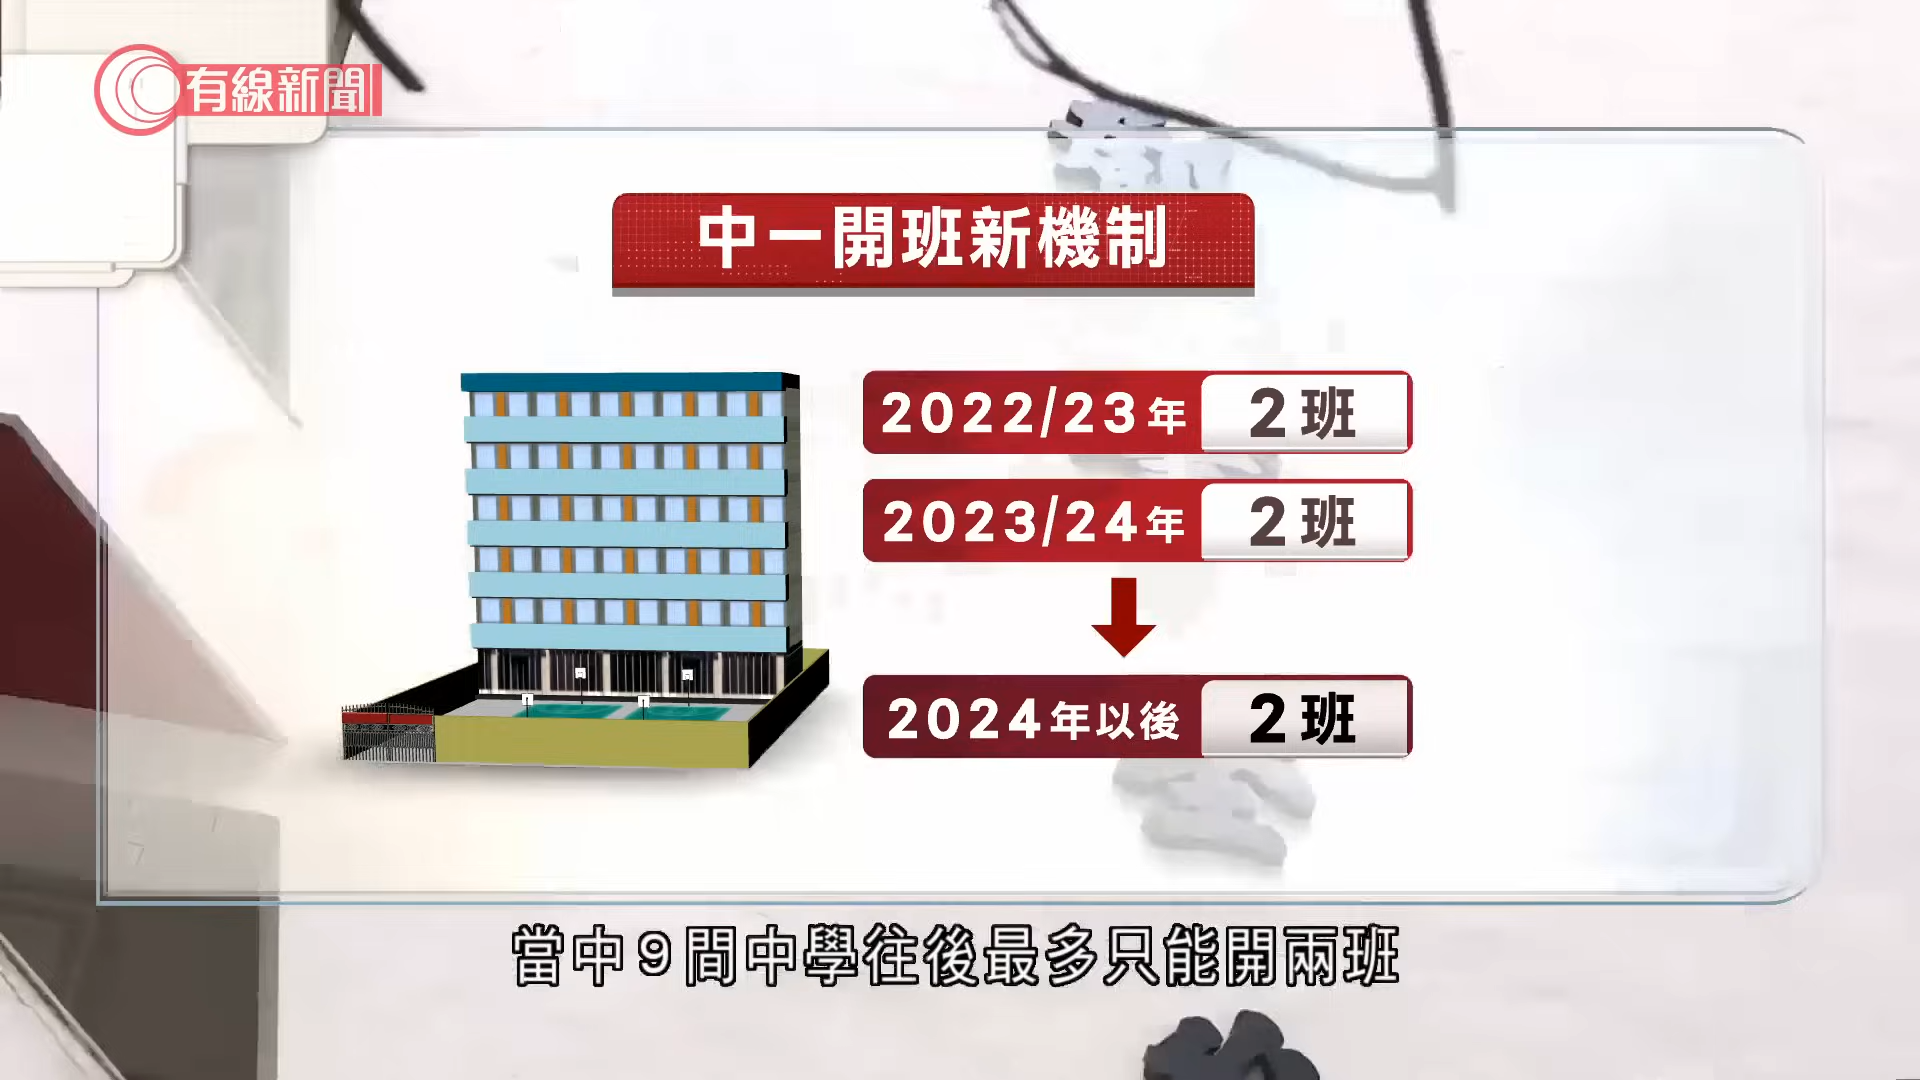 有線新聞
中一開班新機制
2022/23年 2班
2023/24年 2班
2024年以後 2班
當中9間中學往後最多只能開兩班